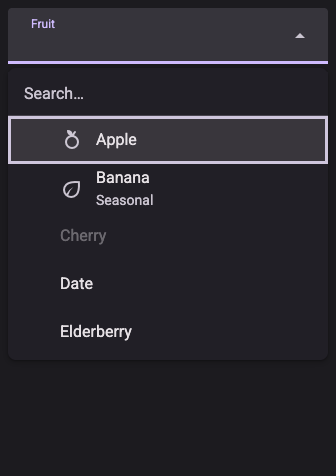 Fruit
Search…
Apple
Banana
Seasonal
Cherry
Date
Elderberry